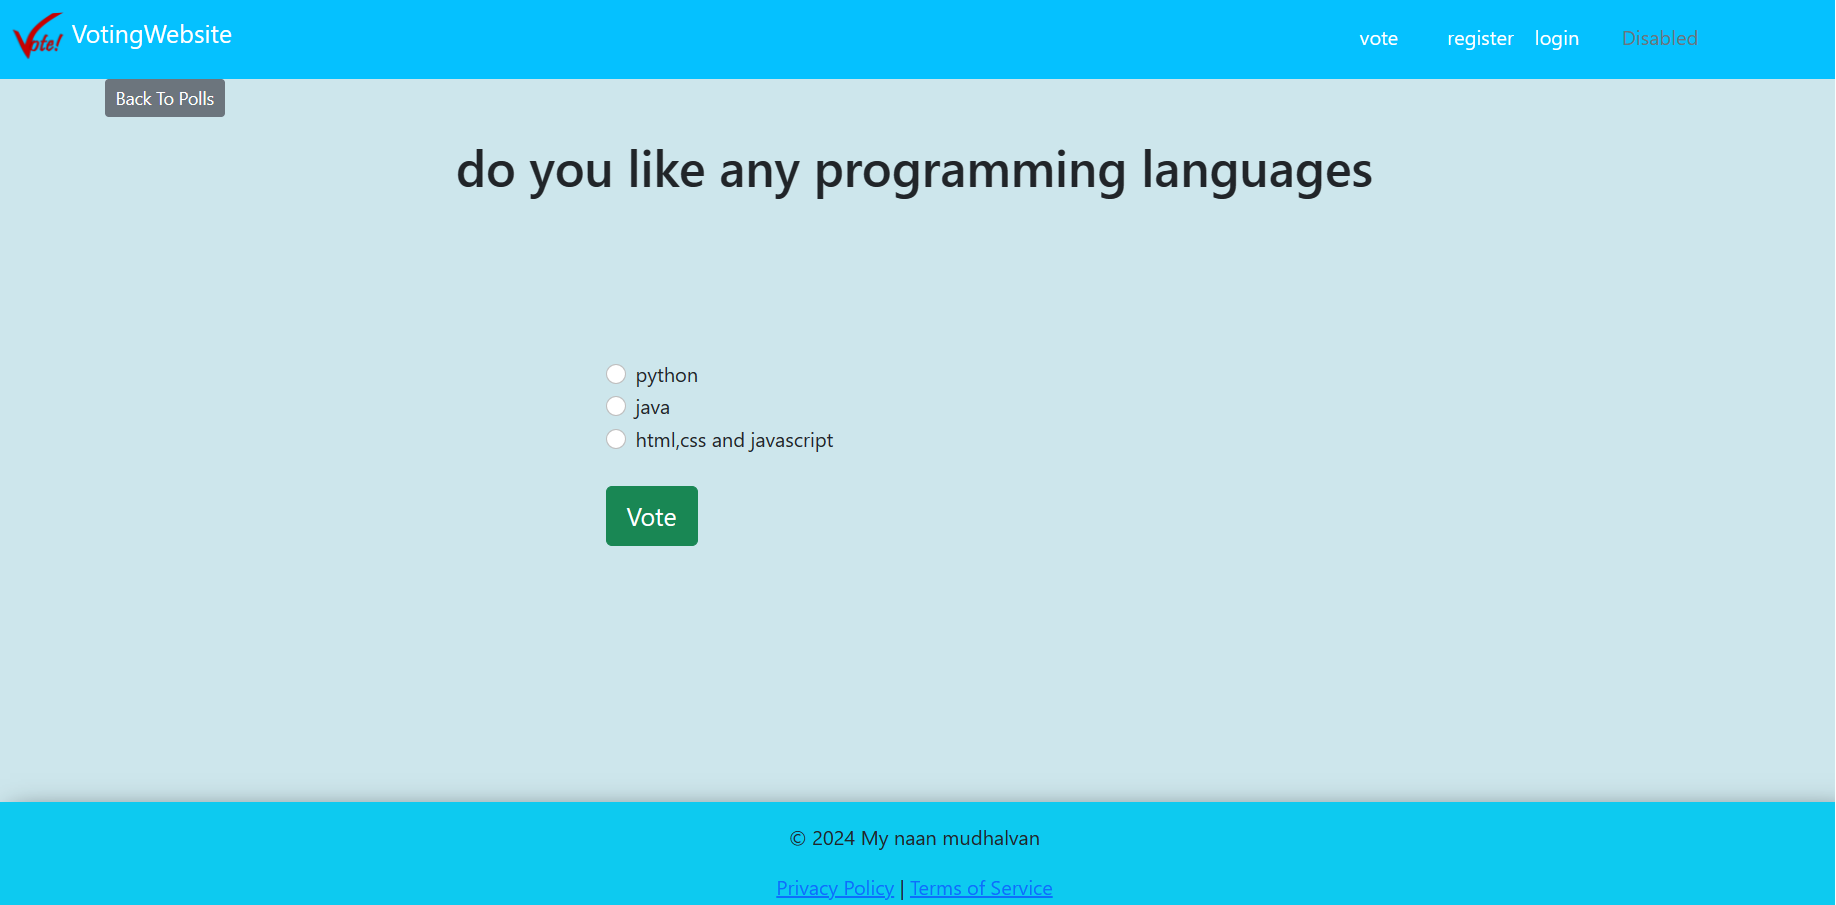 Vote! VotingWebsite vote register login Disabled
Back To Polls
do you like any programming languages
python
java
html,css and javascript
Vote
© 2024 My naan mudhalvan
Privacy Policy | Terms of Service